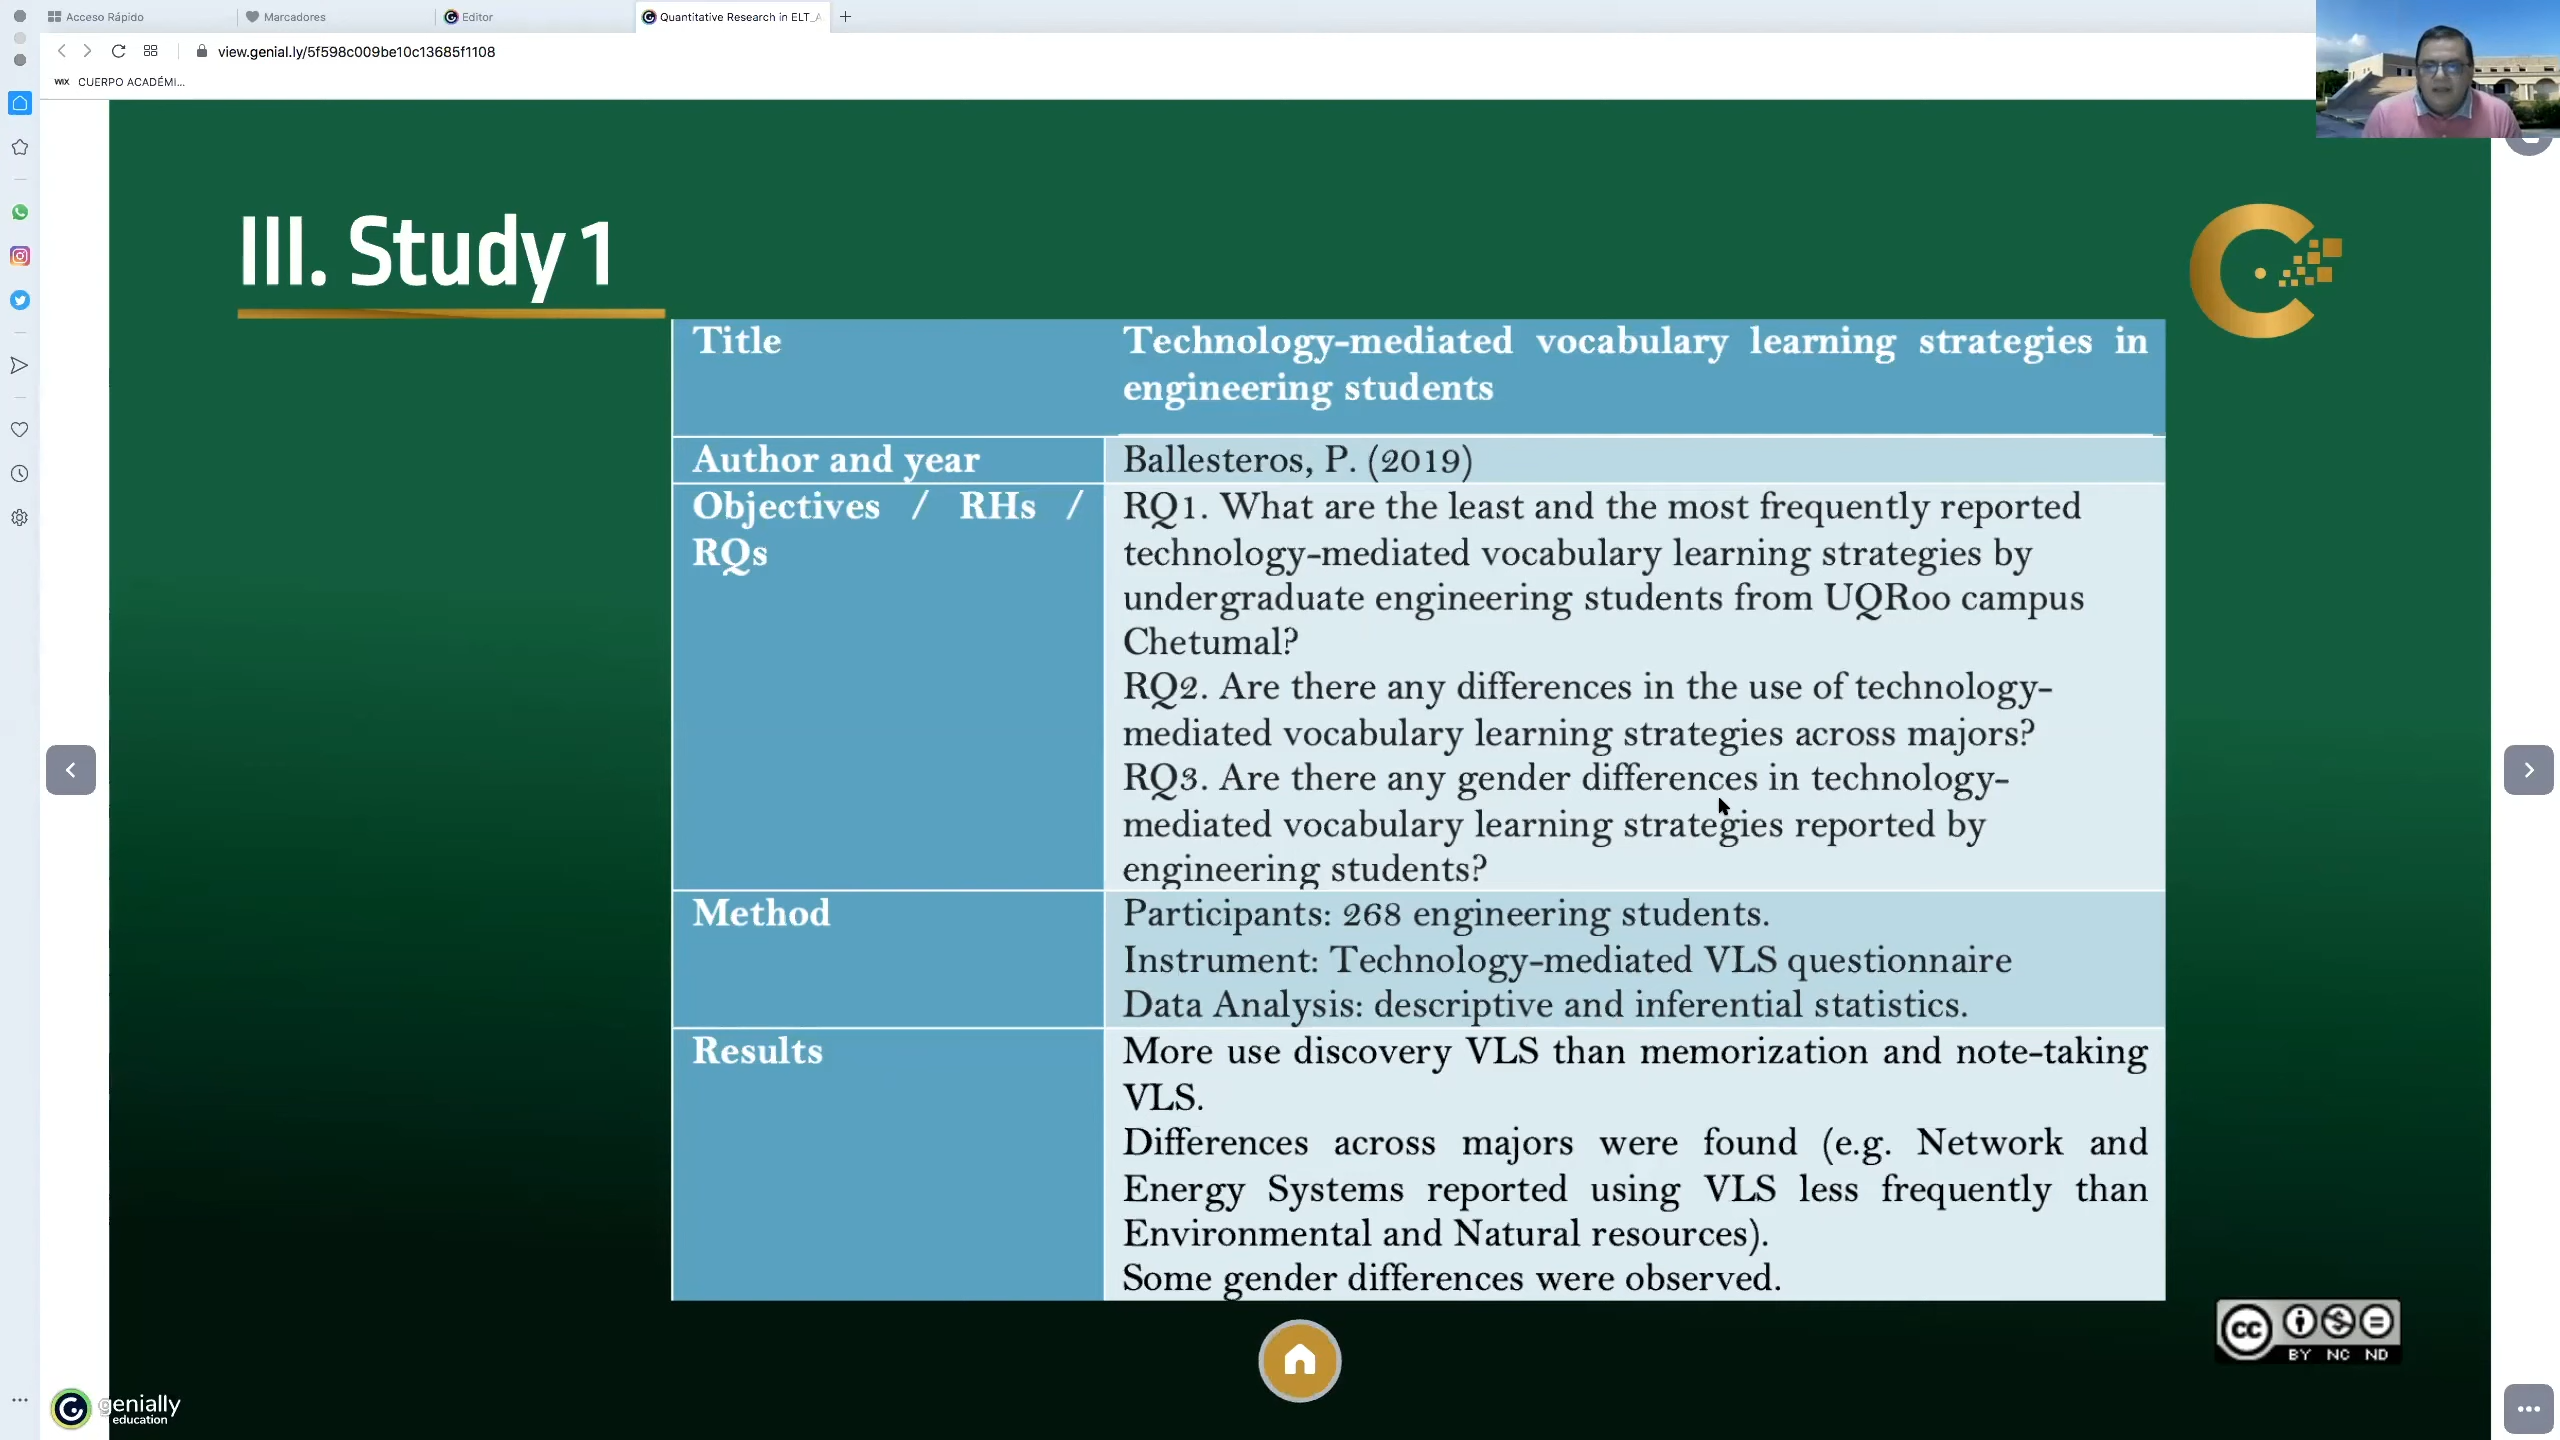 Acceso Rápido
Marcadores
Editor
Quantitative Research in ELT_A
view.genial.ly/5f598c009be10c13685f1108
WIX CUERPO ACADÉMI...
III. Study 1
Title
Technology-mediated vocabulary learning strategies in
engineering students
Author and year
Ballesteros, P. (2019)
Objectives / RHs /
RQs
RQ1. What are the least and the most frequently reported
technology-mediated vocabulary learning strategies by
undergraduate engineering students from UQRoo campus
Chetumal?
RQ2. Are there any differences in the use of technology-
mediated vocabulary learning strategies across majors?
RQ3. Are there any gender differences in technology-
mediated vocabulary learning strategies reported by
engineering students?
Method
Participants: 268 engineering students.
Instrument: Technology-mediated VLS questionnaire
Data Analysis: descriptive and inferential statistics.
Results
More use discovery VLS than memorization and note-taking
VLS.
Differences across majors were found (e.g. Network and
Energy Systems reported using VLS less frequently than
Environmental and Natural resources).
Some gender differences were observed.
cc
BY NC ND
genially
education